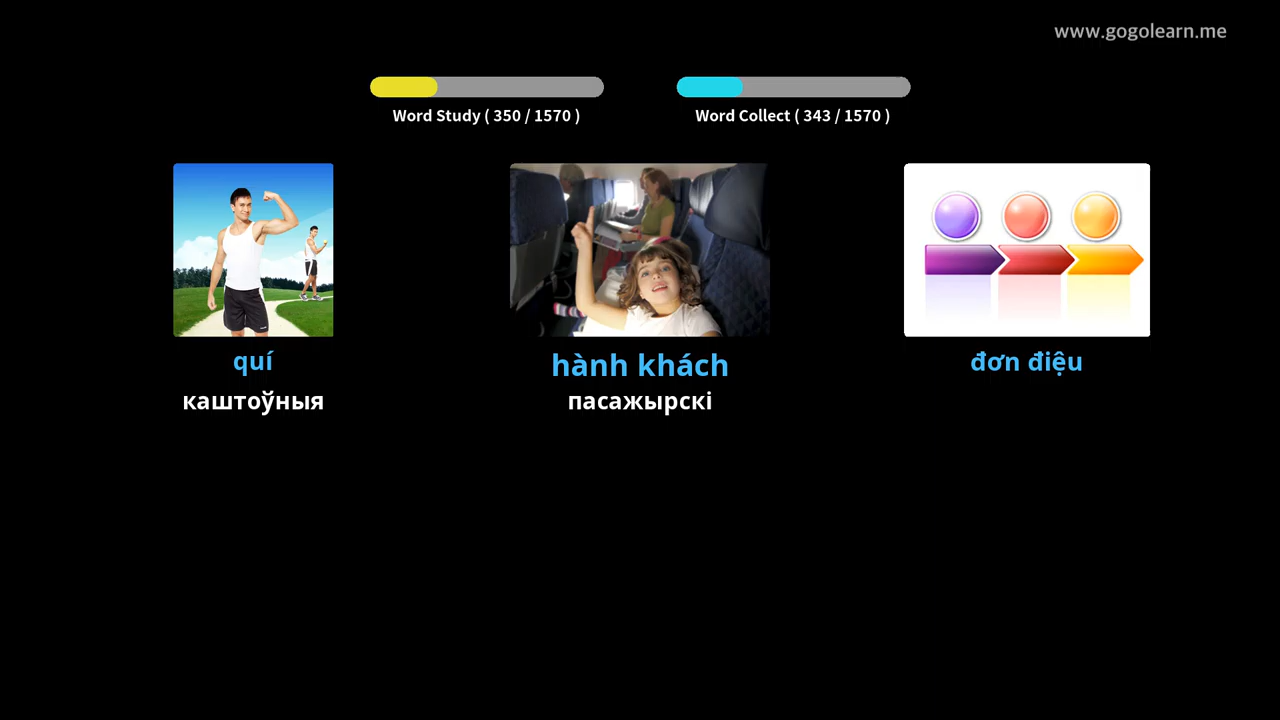 www.gogolearn.me
Word Study ( 350 / 1570 )
Word Collect ( 343 / 1570 )
quí
hành khách
đơn điệu
каштоўныя
пасажырскі